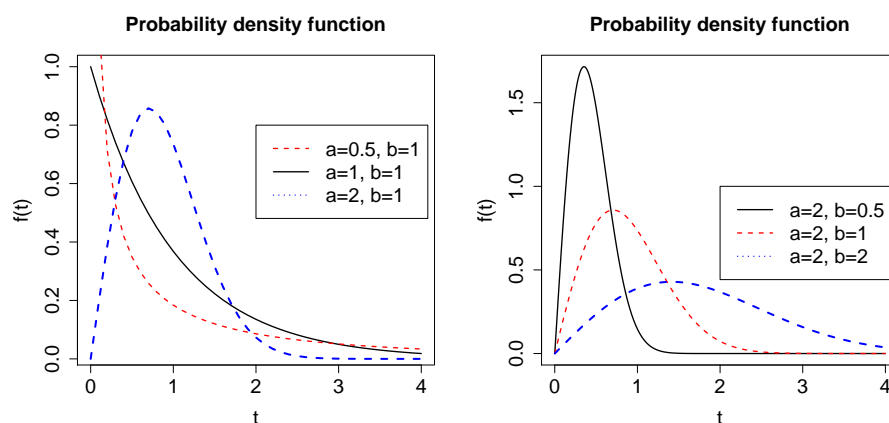 Probability density function
1.0
0.8
0.6
0.4
0.2
0.0
f(t)
a=0.5, b=1
a=1, b=1
a=2, b=1
0 1 2 3 4
t
Probability density function
1.5
1.0
0.5
0.0
f(t)
a=2, b=0.5
a=2, b=1
a=2, b=2
0 1 2 3 4
t